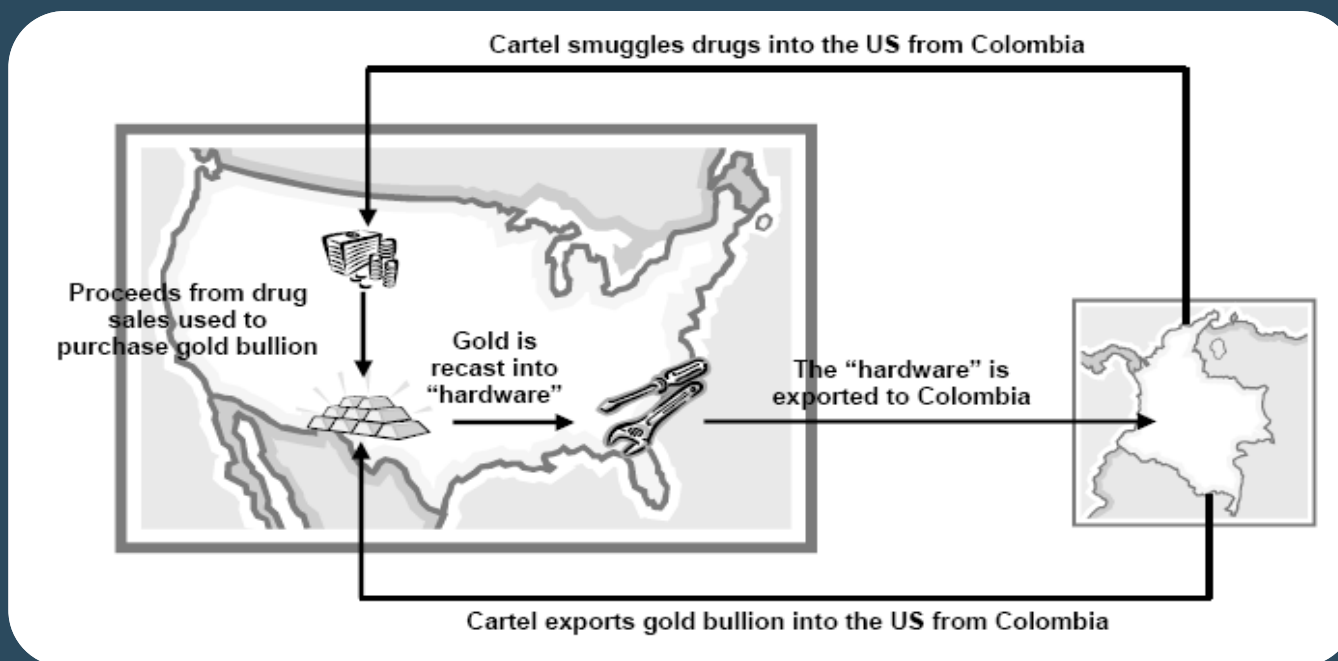 Cartel smuggles drugs into the US from Colombia
Proceeds from drug
sales used to
purchase gold bullion
Gold is
recast into
“hardware”
The “hardware” is
exported to Colombia
Cartel exports gold bullion into the US from Colombia